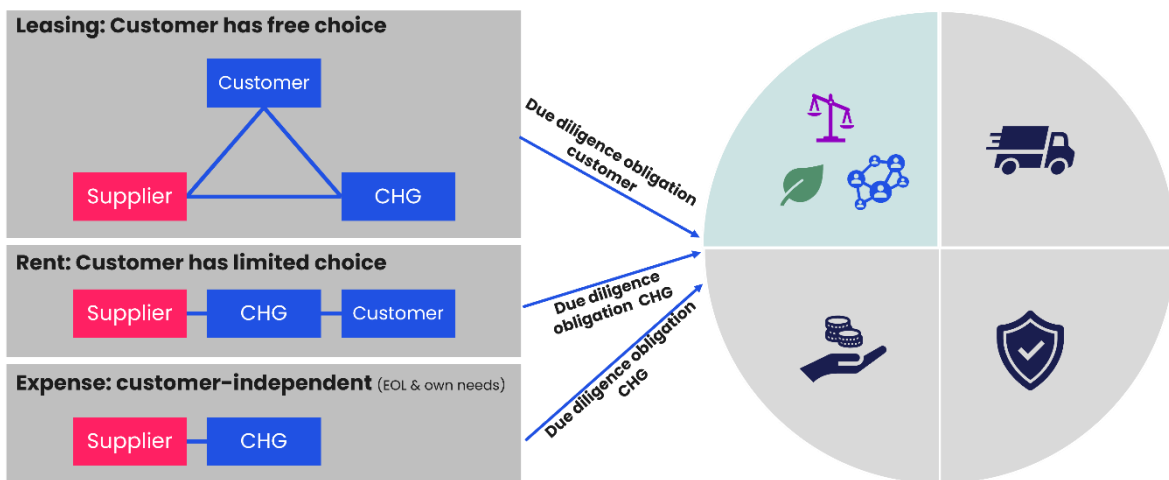 Leasing: Customer has free choice
Customer
Supplier
CHG
Due diligence obligation
customer
Rent: Customer has limited choice
Supplier
CHG
Customer
Due diligence
obligation CHG
Expense: customer-independent (EOL & own needs)
Supplier
CHG
Due diligence obligation
CHG